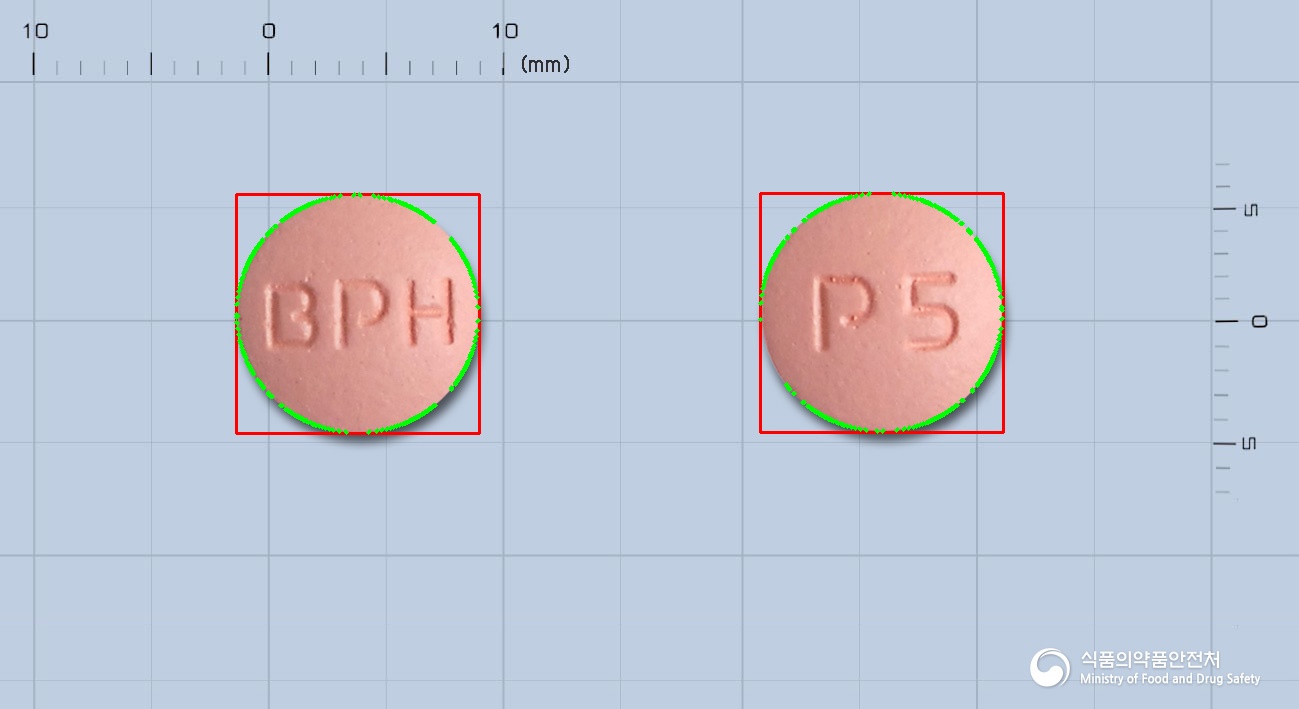 10 0 10
(mm)
BPH
P5
5
0
5
식품의약품안전처
Ministry of Food and Drug Safety